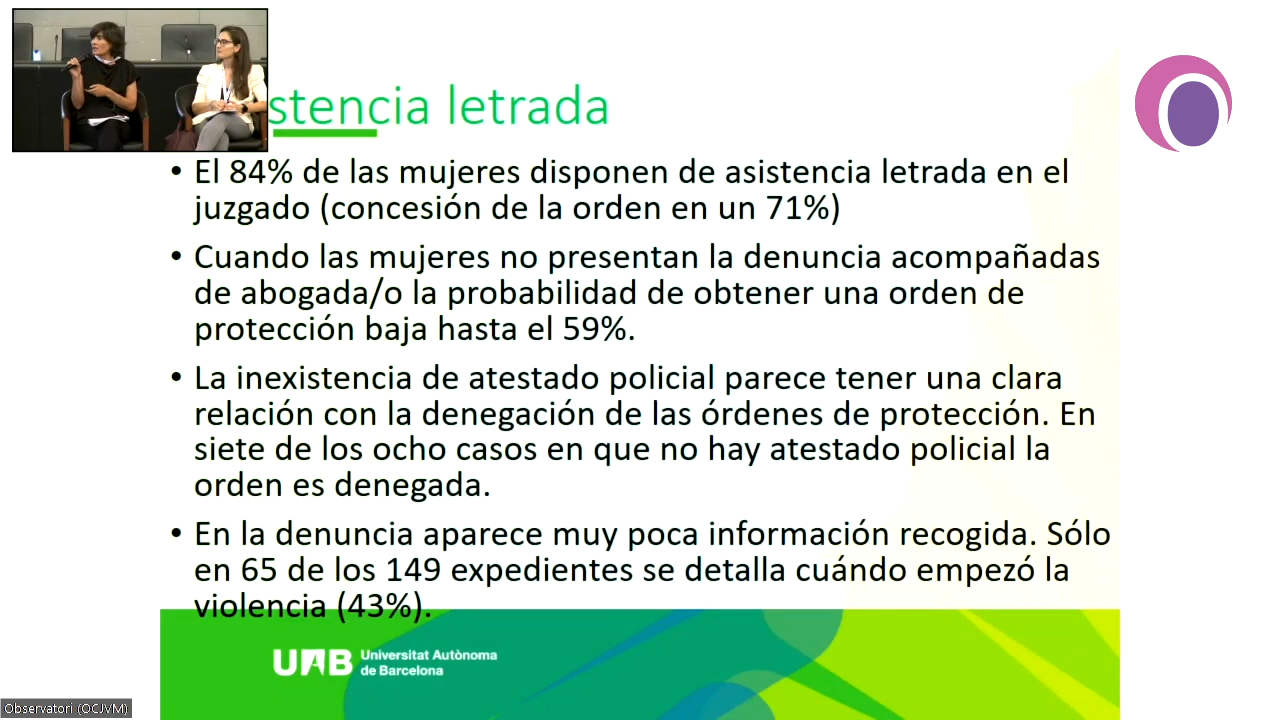 stencia letrada
• El 84% de las mujeres disponen de asistencia letrada en el
juzgado (concesión de la orden en un 71%)
• Cuando las mujeres no presentan la denuncia acompañadas
de abogada/o la probabilidad de obtener una orden de
protección baja hasta el 59%.
• La inexistencia de atestado policial parece tener una clara
relación con la denegación de las órdenes de protección. En
siete de los ocho casos en que no hay atestado policial la
orden es denegada.
• En la denuncia aparece muy poca información recogida. Sólo
en 65 de los 149 expedientes se detalla cuándo empezó la
violencia (43%).
UAB Universitat Autònoma
de Barcelona
Observatori (OCJVM)